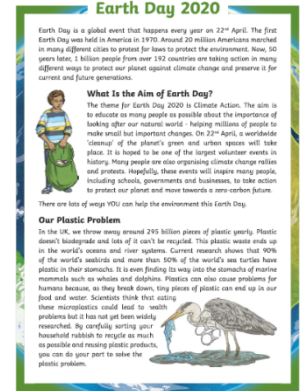 Earth Day 2020
Earth Day is a global event that happens every year on 22nd April. The first
Earth Day was held in America in 1970. Around 20 million Americans marched
in many different cities to protest for laws to protect the environment. Now, 50
years later, 1 billion people from over 192 countries are taking action in many
different ways to protect our planet against climate change and preserve it for
current and future generations.
What Is the Aim of Earth Day?
The theme for Earth Day 2020 is Climate Action. The aim is
to educate as many people as possible about the importance of
looking after our natural world - helping millions of people to
make small but important changes. On 22nd April, a worldwide
'cleanup' of the planet's green and urban spaces will take
place. It is hoped to be one of the largest volunteer events in
history. Many people are also organising climate change rallies
and protests. Hopefully, these events will inspire many people,
including schools, governments and businesses, to take action
to protect our planet and move towards a zero-carbon future.
There are lots of ways YOU can help the environment this Earth Day.
Our Plastic Problem
In the UK, we throw away around 295 billion pieces of plastic yearly. Plastic
doesn't biodegrade and lots of it can't be recycled. This plastic waste ends up
in the world's oceans and river systems. Current research shows that 90%
of the world's seabirds and more than 50% of the world's sea turtles have
plastic in their stomachs. It is even finding its way into the stomachs of marine
mammals such as whales and dolphins. Plastics can also cause problems for
humans because, as they break down, tiny pieces of plastic can end up in our
food and water. Scientists think that eating
these microplastics could lead to health
problems but it has not yet been widely
researched. By carefully sorting your
household rubbish to recycle as much
as possible and reusing plastic products,
you can do your part to solve the
plastic problem.